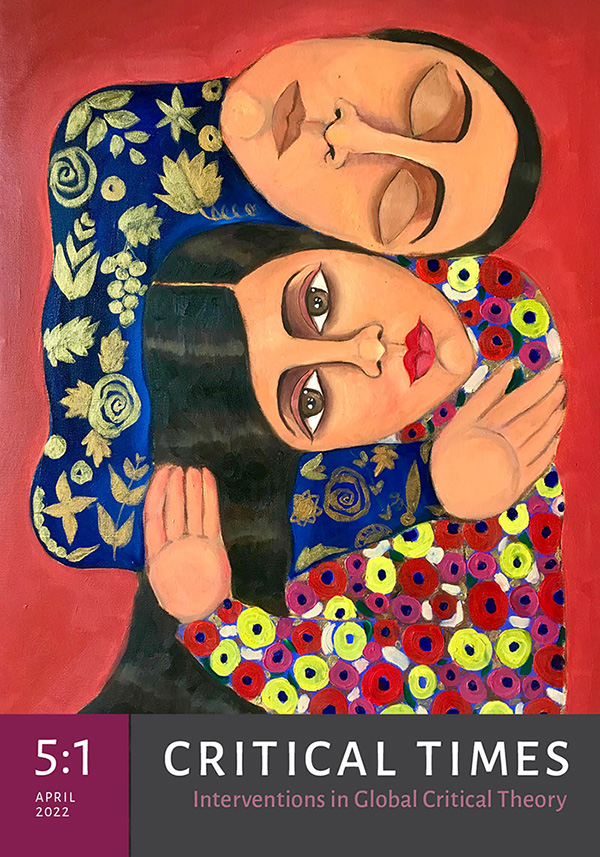 5:1
APRIL
2022
CRITICAL TIMES
Interventions in Global Critical Theory